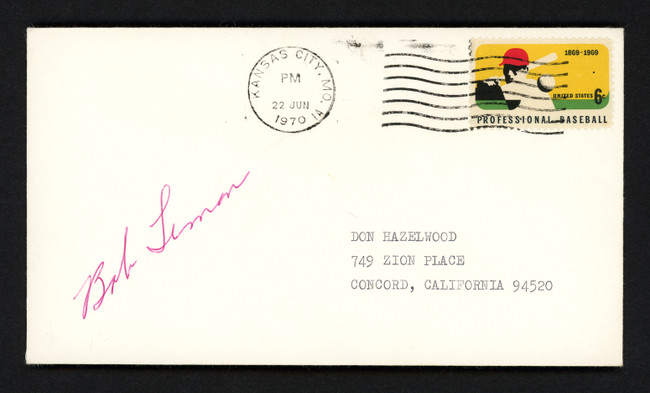 KANSAS CITY, MO. 1A
PM
22 JUN
1970
1869-1969
UNITED STATES 6c
PROFESSIONAL BASEBALL
Bob Lemon
DON HAZELWOOD
749 ZION PLACE
CONCORD, CALIFORNIA 94520